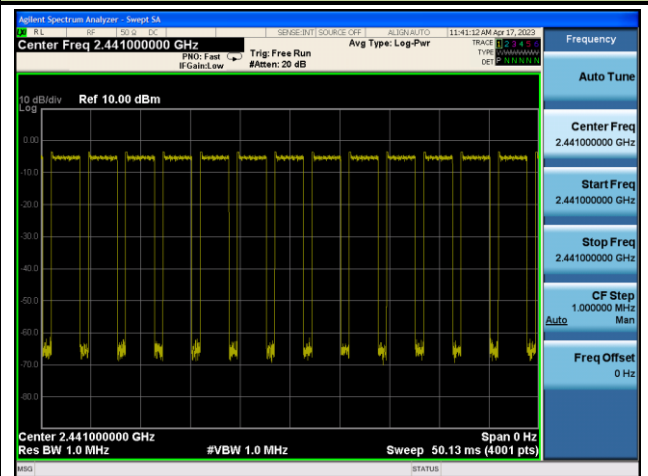 Agilent Spectrum Analyzer - Swept SA
RL RF 50 Ω DC SENSE:INT SOURCE OFF ALIGN AUTO 11:41:12 AM Apr 17, 2023
Center Freq 2.441000000 GHz Avg Type: Log-Pwr TRACE 1 2 3 4 5 6
PNO: Fast Trig: Free Run TYPE
IFGain:Low #Atten: 20 dB DET P N N N N N
Frequency
Auto Tune
10 dB/div Ref 10.00 dBm
Log
0.00
-10.0
-20.0
-30.0
-40.0
-50.0
-60.0
-70.0
-80.0
Center 2.441000000 GHz Span 0 Hz
Res BW 1.0 MHz #VBW 1.0 MHz Sweep 50.13 ms (4001 pts)
Center Freq
2.441000000 GHz
Start Freq
2.441000000 GHz
Stop Freq
2.441000000 GHz
CF Step
1.000000 MHz
Auto Man
Freq Offset
0 Hz
MSG STATUS